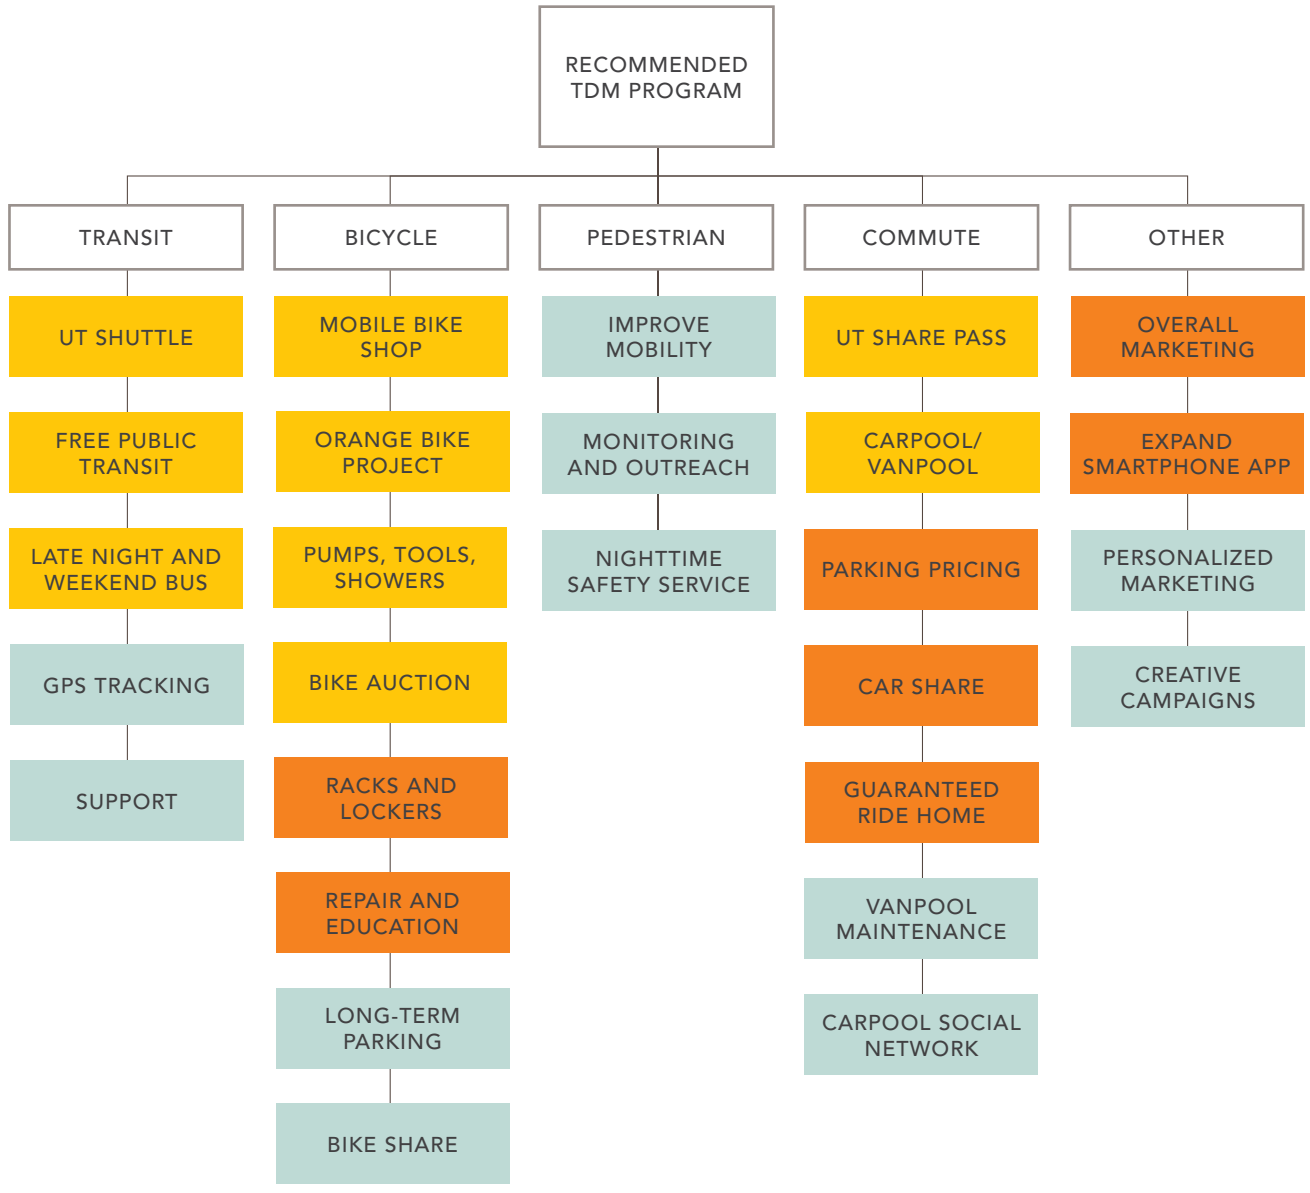 RECOMMENDED
TDM PROGRAM
TRANSIT
UT SHUTTLE
FREE PUBLIC
TRANSIT
LATE NIGHT AND
WEEKEND BUS
GPS TRACKING
SUPPORT
BICYCLE
MOBILE BIKE
SHOP
ORANGE BIKE
PROJECT
PUMPS, TOOLS,
SHOWERS
BIKE AUCTION
RACKS AND
LOCKERS
REPAIR AND
EDUCATION
LONG-TERM
PARKING
BIKE SHARE
PEDESTRIAN
IMPROVE
MOBILITY
MONITORING
AND OUTREACH
NIGHTTIME
SAFETY SERVICE
COMMUTE
UT SHARE PASS
CARPOOL/
VANPOOL
PARKING PRICING
CAR SHARE
GUARANTEED
RIDE HOME
VANPOOL
MAINTENANCE
CARPOOL SOCIAL
NETWORK
OTHER
OVERALL
MARKETING
EXPAND
SMARTPHONE APP
PERSONALIZED
MARKETING
CREATIVE
CAMPAIGNS